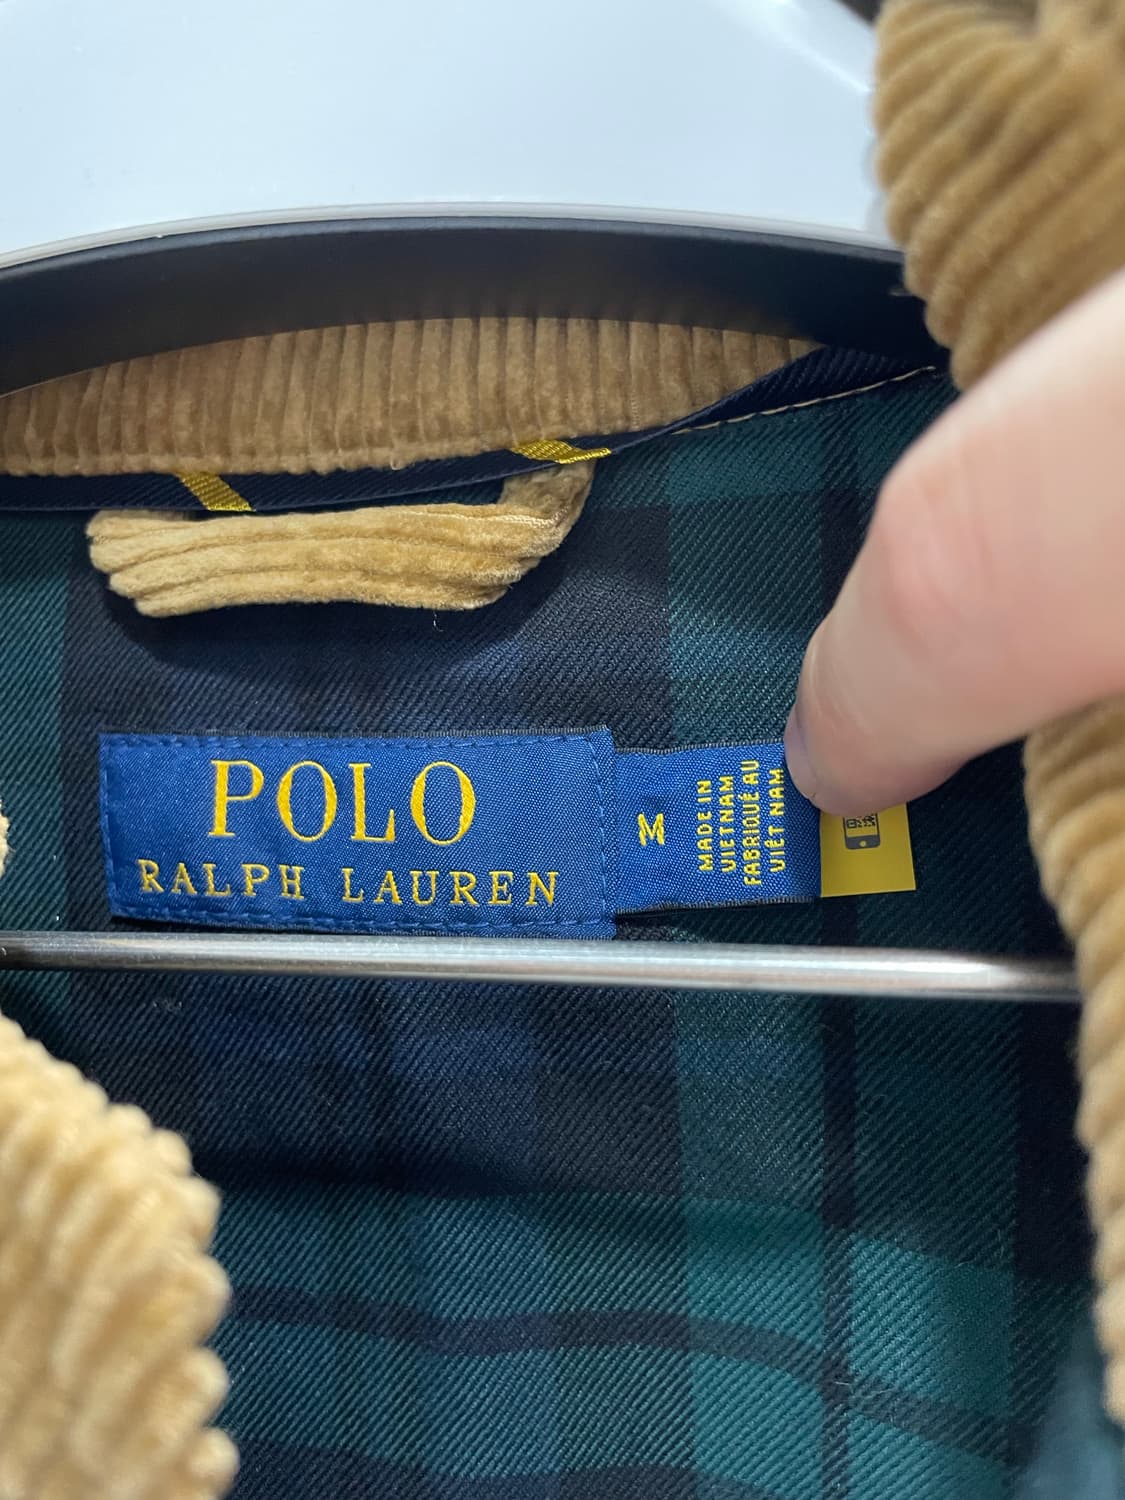 POLO
RALPH LAUREN
M
MADE IN
VIETNAM
FABRIQUÉ AU
VIÊT NAM